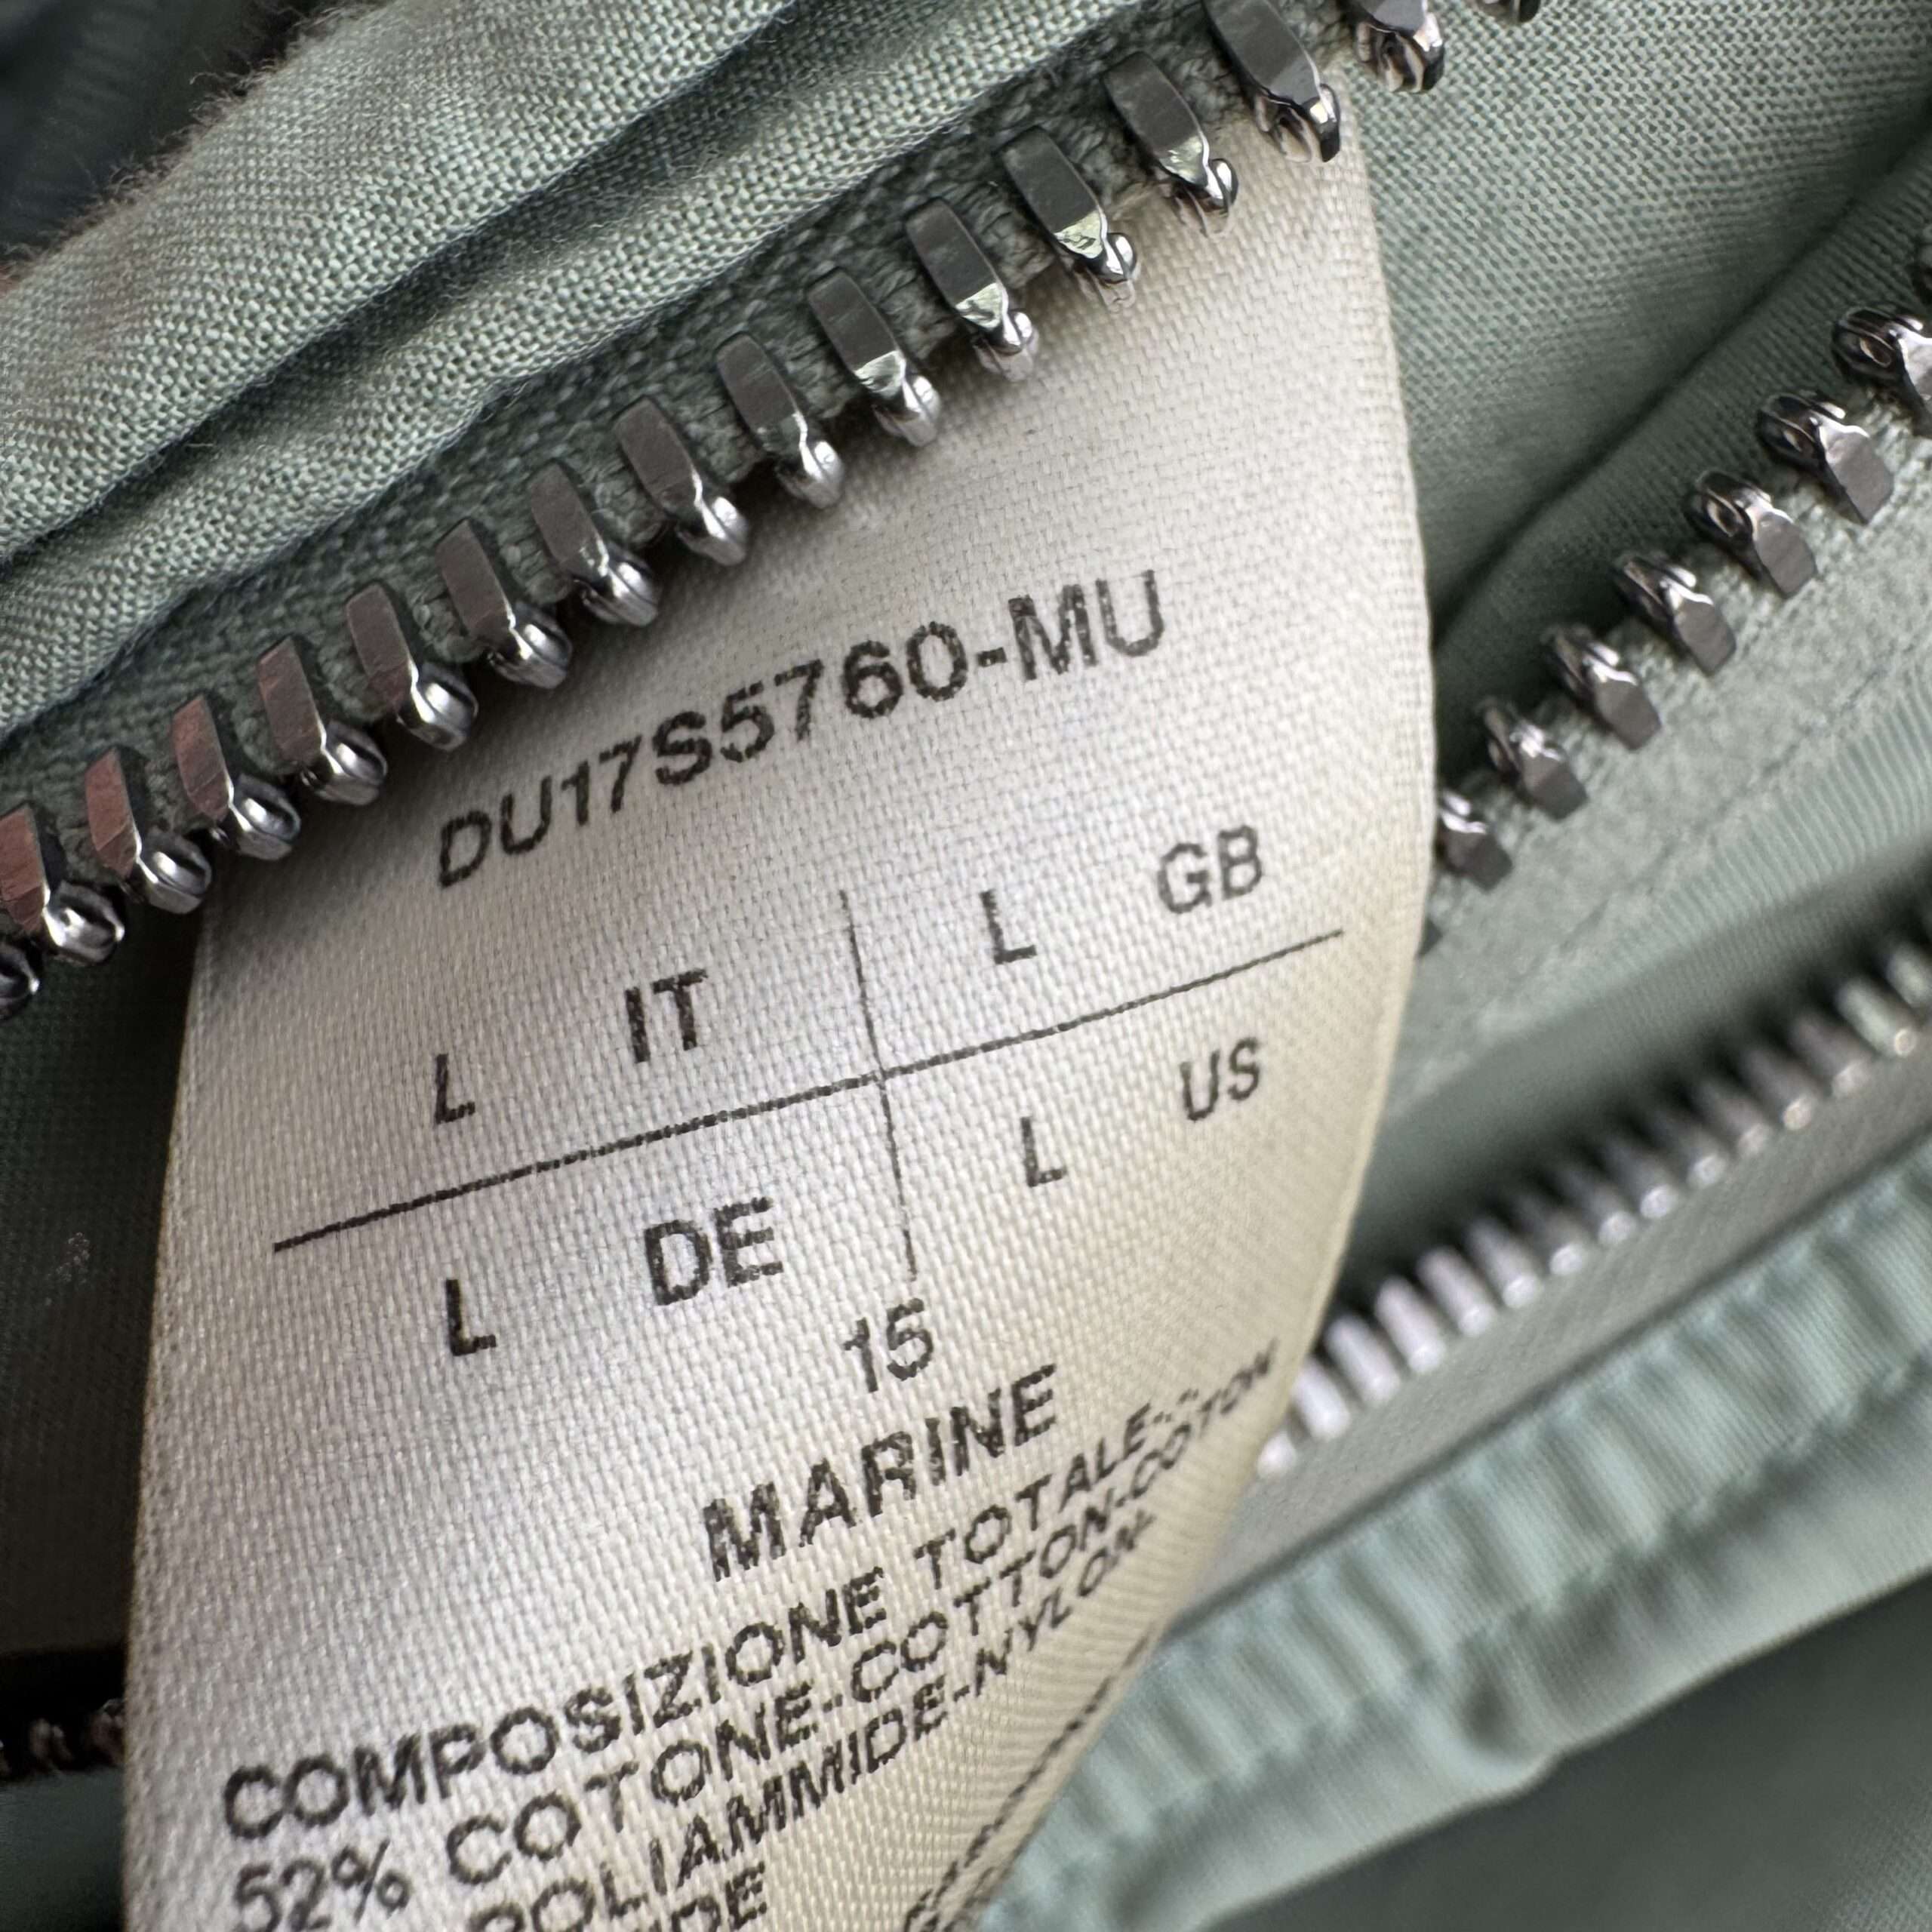 DU17S5760-MU
L IT L GB
L DE L US
15
MARINE
COMPOSIZIONE TOTALE-.-
52% COTONE-COTTON-COTON
POLIAMMIDE-NYLON-